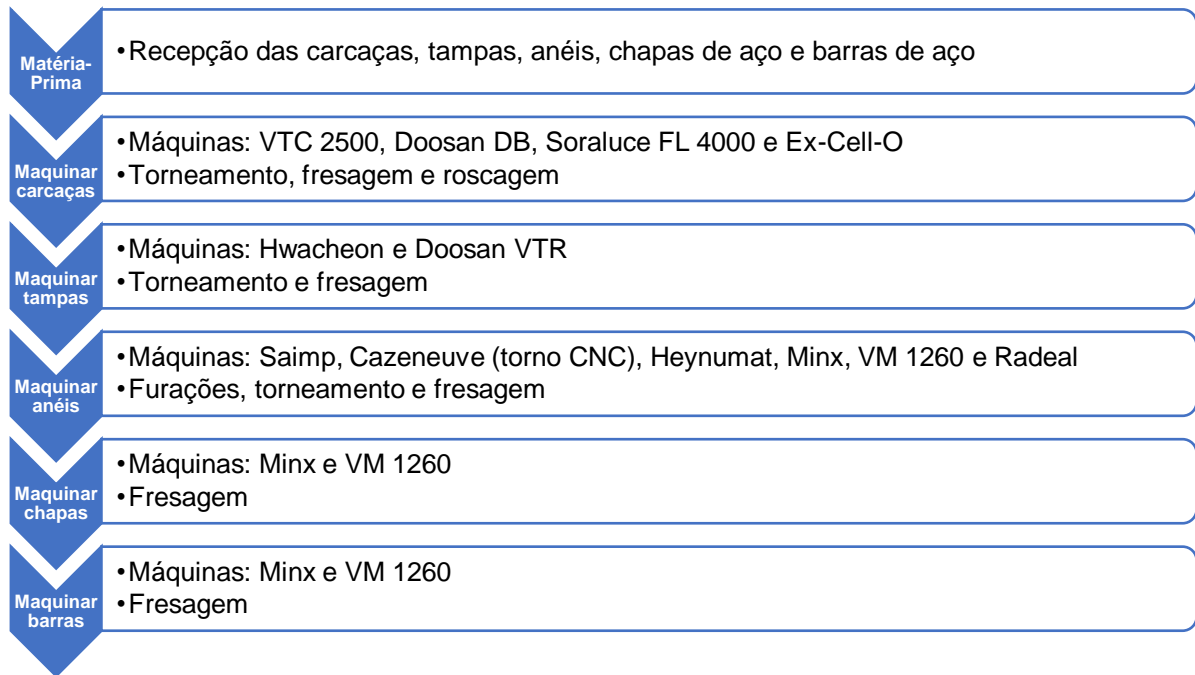 Matéria-
Prima
•Recepção das carcaças, tampas, anéis, chapas de aço e barras de aço
Maquinar
carcaças
•Máquinas: VTC 2500, Doosan DB, Soraluce FL 4000 e Ex-Cell-O
•Torneamento, fresagem e roscagem
Maquinar
tampas
•Máquinas: Hwacheon e Doosan VTR
•Torneamento e fresagem
Maquinar
anéis
•Máquinas: Saimp, Cazeneuve (torno CNC), Heynumat, Minx, VM 1260 e Radeal
•Furações, torneamento e fresagem
Maquinar
chapas
•Máquinas: Minx e VM 1260
•Fresagem
Maquinar
barras
•Máquinas: Minx e VM 1260
•Fresagem